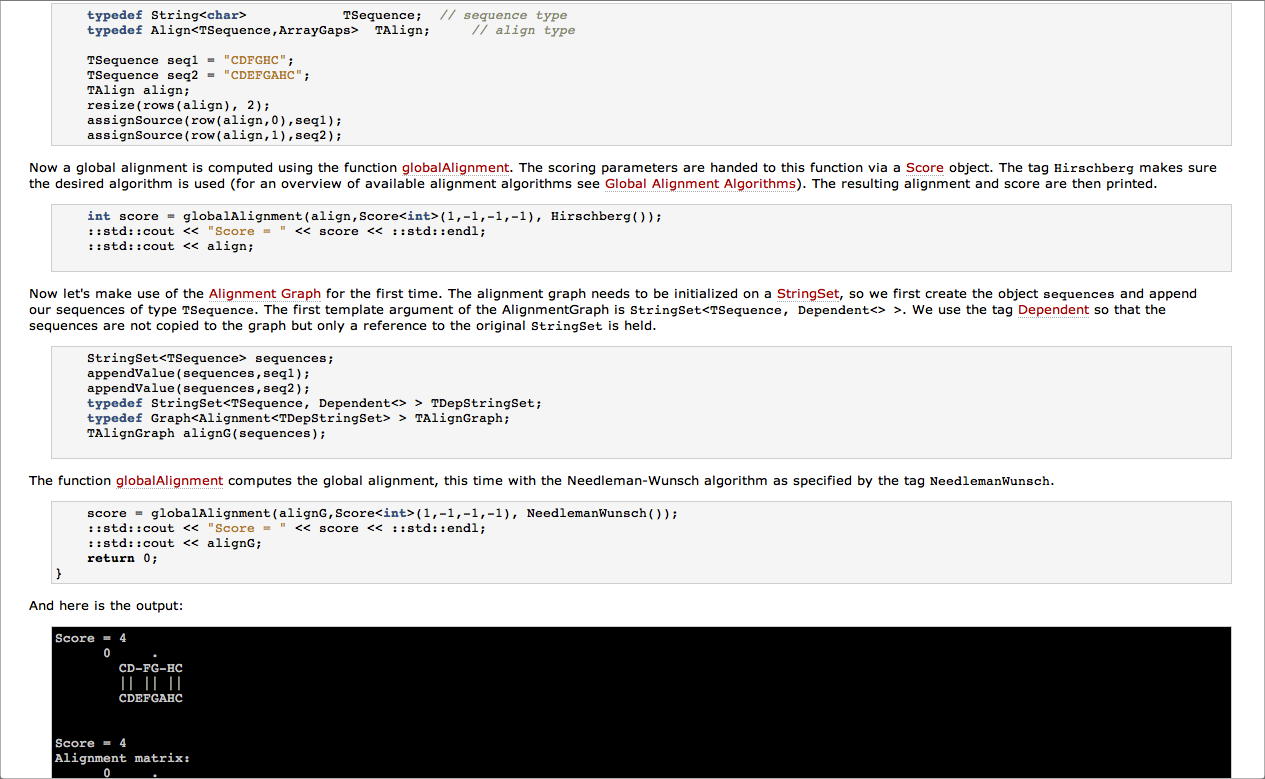 typedef String<char>            TSequence;  // sequence type
typedef Align<TSequence,ArrayGaps>  TAlign;     // align type
TSequence seq1 = "CDFGHC";
TSequence seq2 = "CDEFGAHC";
TAlign align;
resize(rows(align), 2);
assignSource(row(align,0),seq1);
assignSource(row(align,1),seq2);
Now a global alignment is computed using the function globalAlignment. The scoring parameters are handed to this function via a Score object. The tag Hirschberg makes sure
the desired algorithm is used (for an overview of available alignment algorithms see Global Alignment Algorithms). The resulting alignment and score are then printed.
int score = globalAlignment(align,Score<int>(1,-1,-1,-1), Hirschberg());
::std::cout << "Score = " << score << ::std::endl;
::std::cout << align;
Now let's make use of the Alignment Graph for the first time. The alignment graph needs to be initialized on a StringSet, so we first create the object sequences and append
our sequences of type TSequence. The first template argument of the AlignmentGraph is StringSet<TSequence, Dependent<> >. We use the tag Dependent so that the
sequences are not copied to the graph but only a reference to the original StringSet is held.
StringSet<TSequence> sequences;
appendValue(sequences,seq1);
appendValue(sequences,seq2);
typedef StringSet<TSequence, Dependent<> > TDepStringSet;
typedef Graph<Alignment<TDepStringSet> > TAlignGraph;
TAlignGraph alignG(sequences);
The function globalAlignment computes the global alignment, this time with the Needleman-Wunsch algorithm as specified by the tag NeedlemanWunsch.
score = globalAlignment(alignG,Score<int>(1,-1,-1,-1), NeedlemanWunsch());
::std::cout << "Score = " << score << ::std::endl;
::std::cout << alignG;
return 0;
}
And here is the output:
Score = 4
0     .
CD-FG-HC
|| || ||
CDEFGAHC
Score = 4
Alignment matrix:
0     .